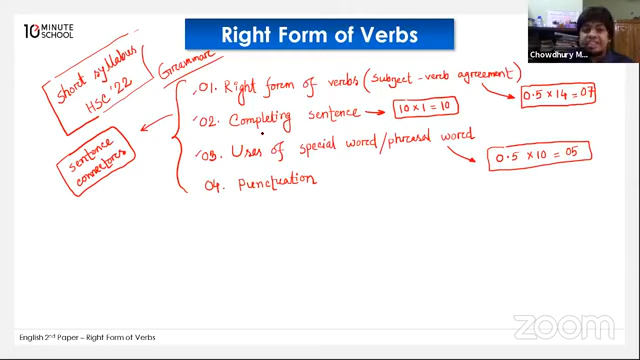 10 MINUTE SCHOOL
Right Form of Verbs
Chowdhury M...
Short syllabus
HSC'22
Grammar
01. Right form of verbs (subject-verb agreement)
0.5 x 14 = 07
02. Completing sentence
10 x 1 = 10
03. Uses of special word/phrasal word
0.5 x 10 = 05
04. Punctuation
sentence
connectors
English 2nd Paper – Right Form of Verbs
zoom